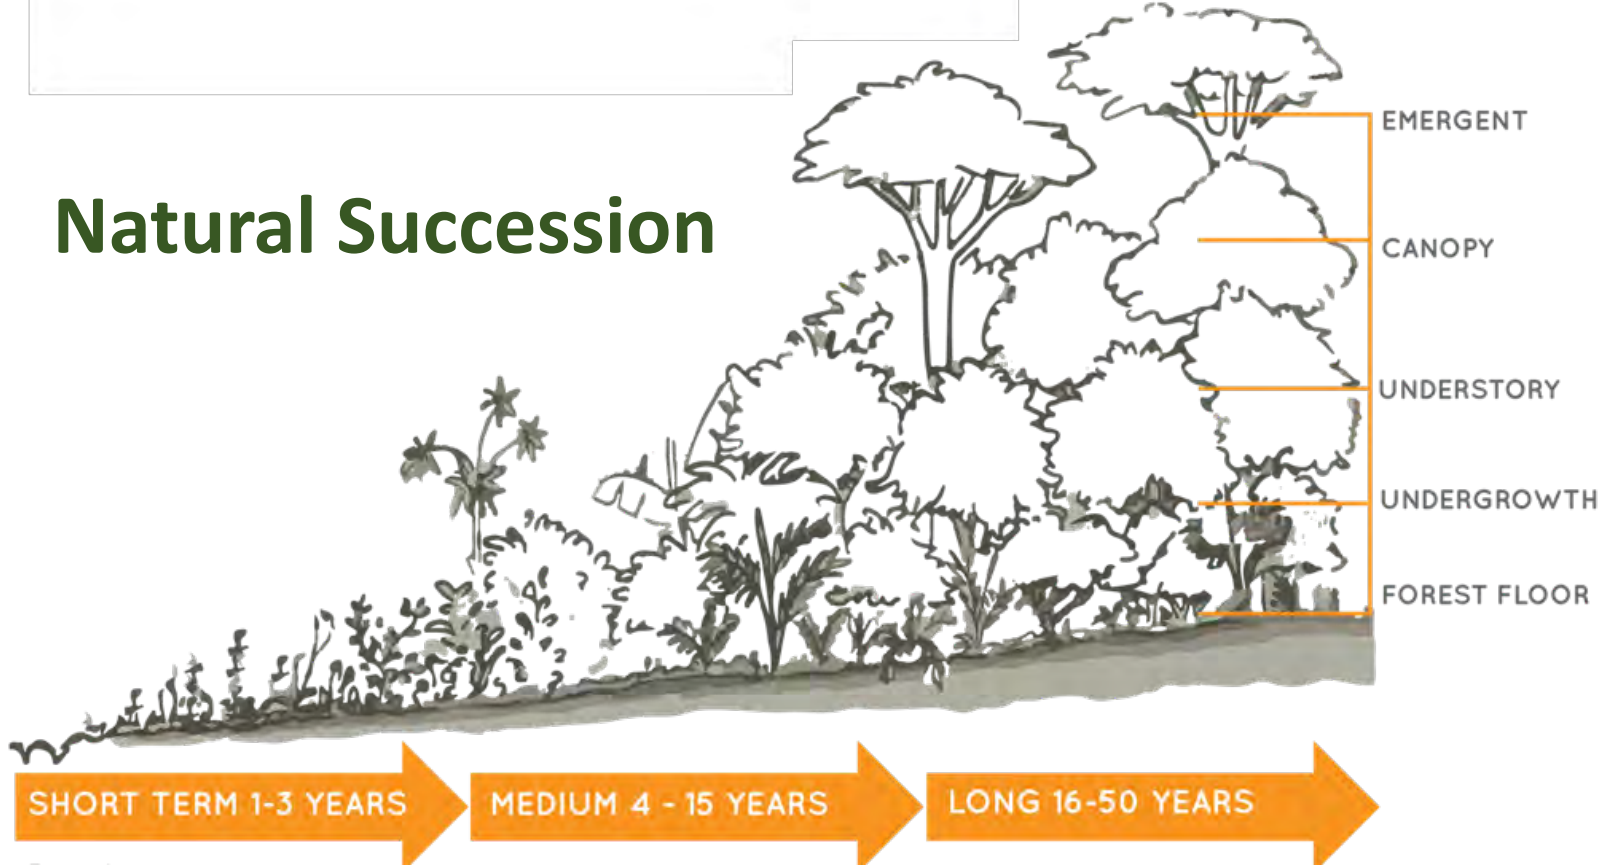 Natural Succession
EMERGENT
CANOPY
UNDERSTORY
UNDERGROWTH
FOREST FLOOR
SHORT TERM 1-3 YEARS
MEDIUM 4 - 15 YEARS
LONG 16-50 YEARS